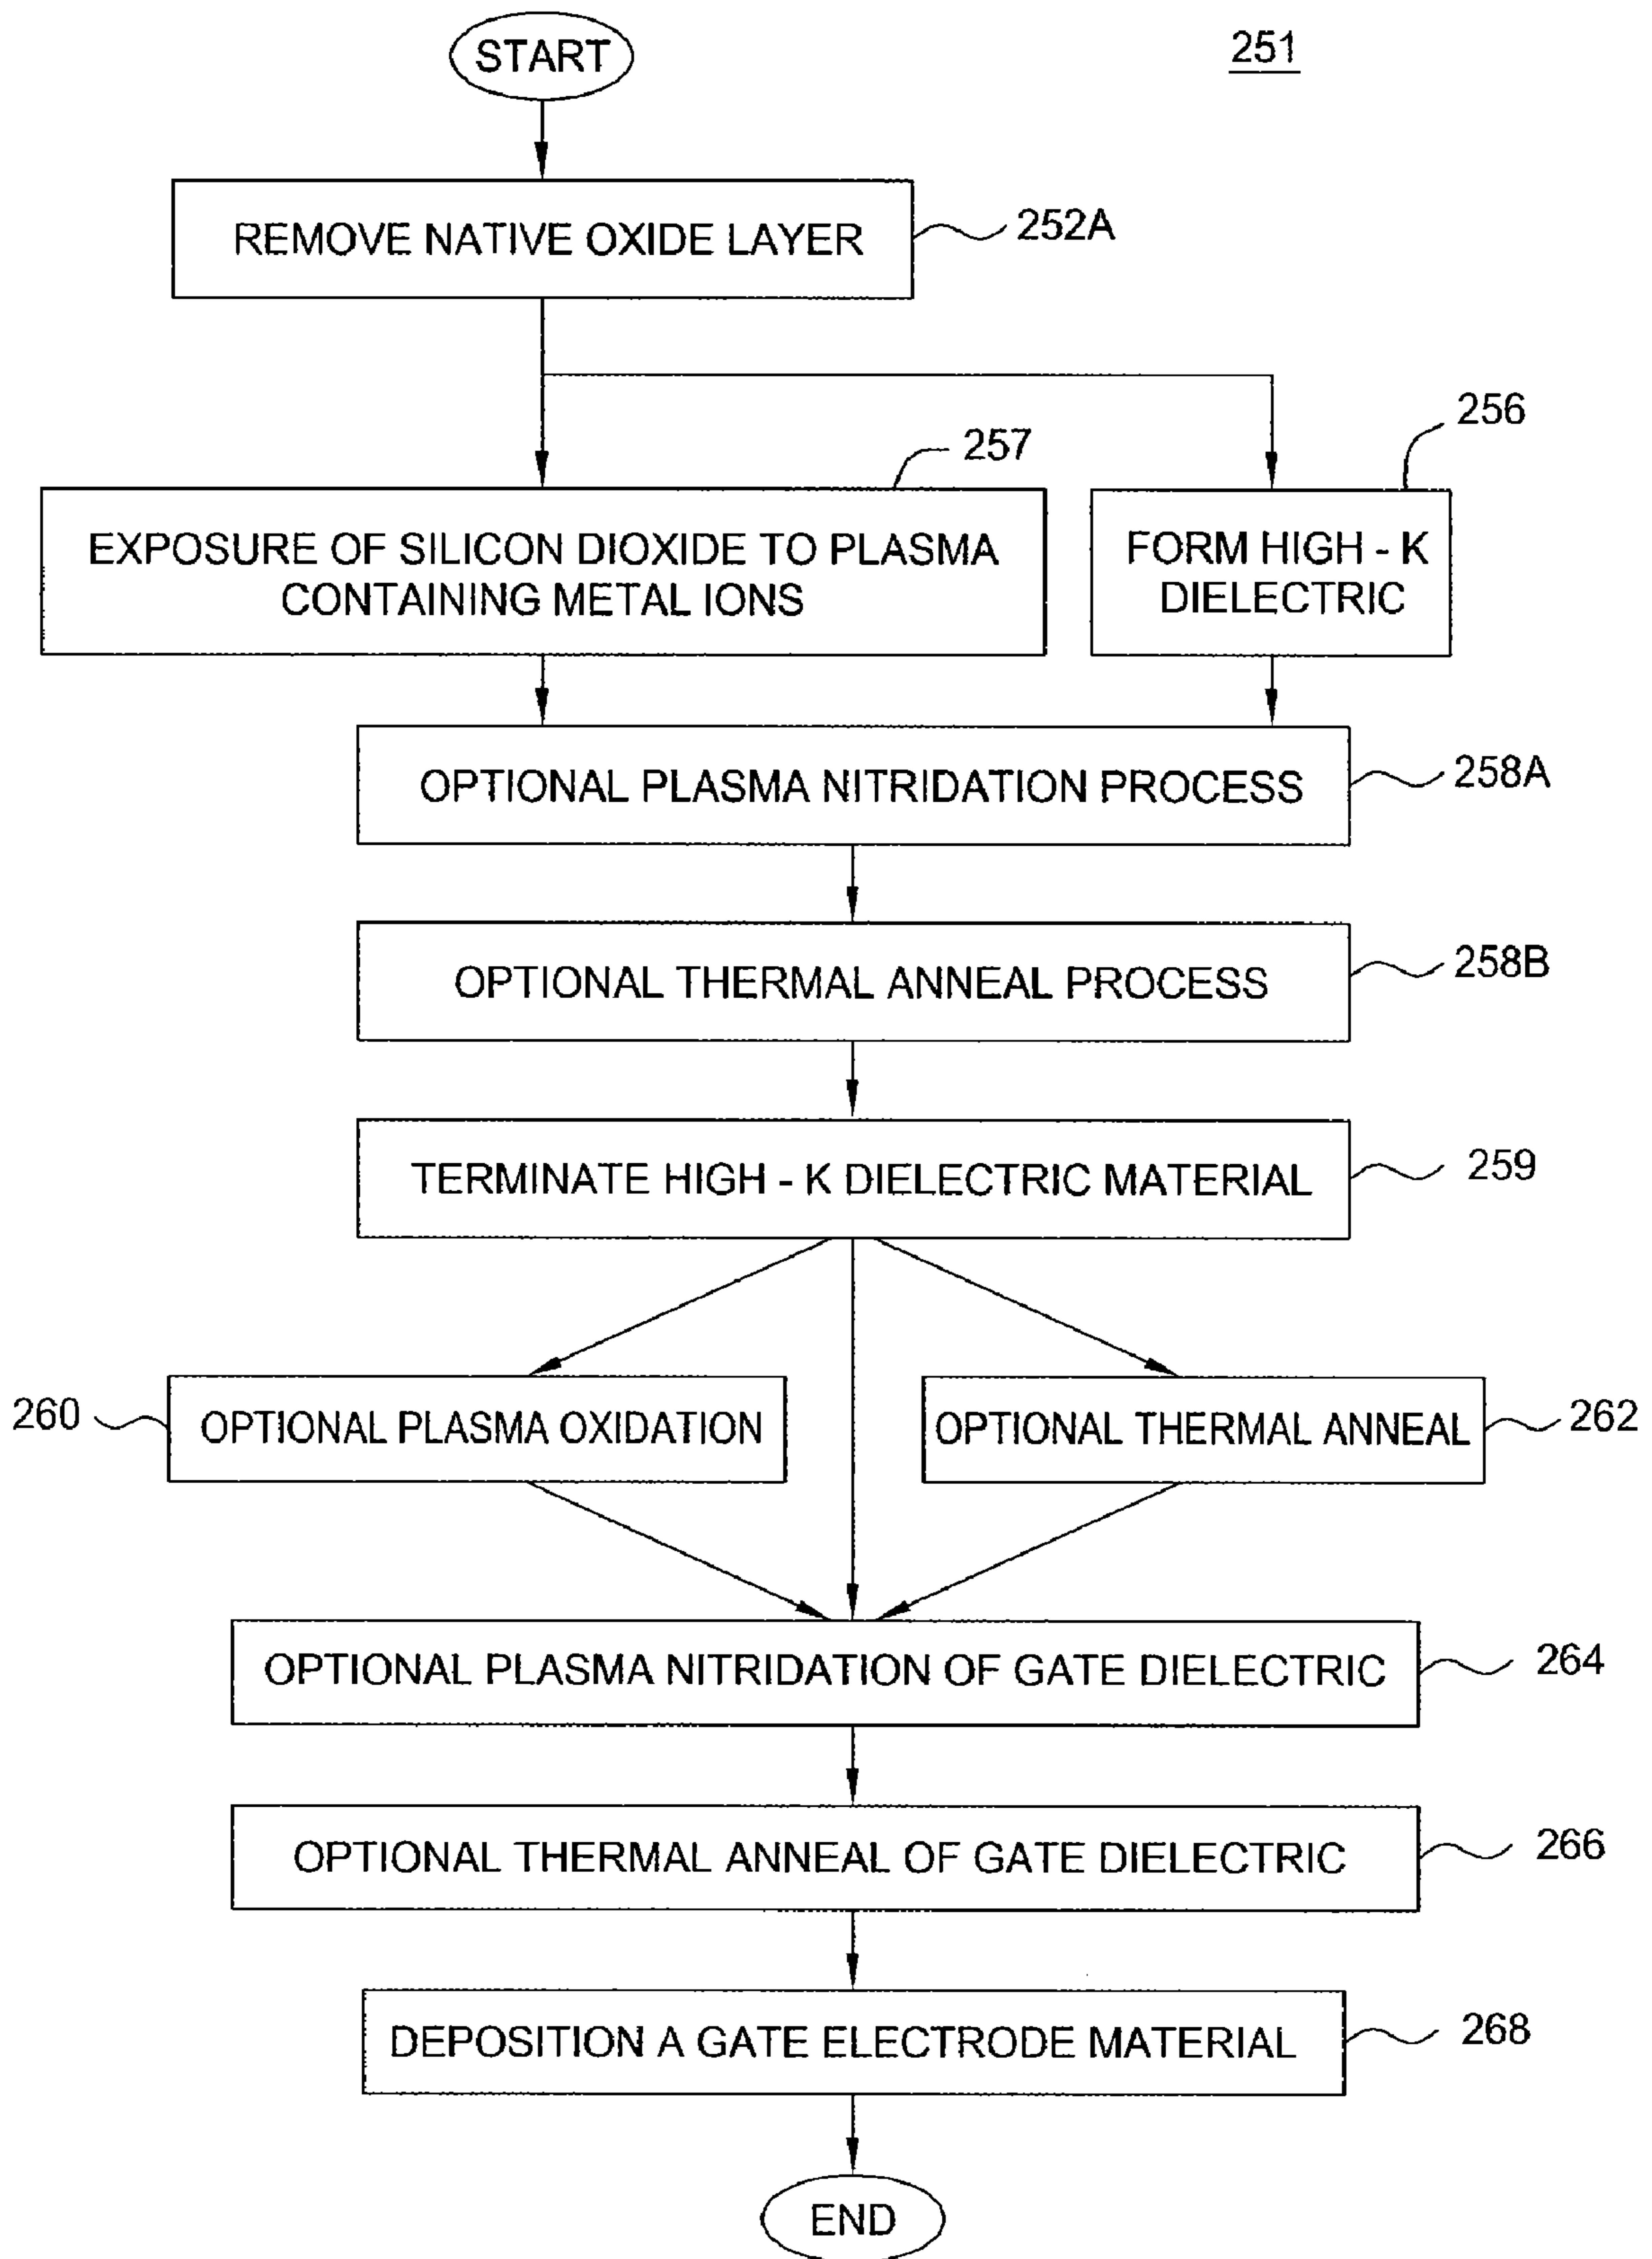 START
251
REMOVE NATIVE OXIDE LAYER
252A
257
256
EXPOSURE OF SILICON DIOXIDE TO PLASMA
CONTAINING METAL IONS
FORM HIGH - K
DIELECTRIC
OPTIONAL PLASMA NITRIDATION PROCESS
258A
OPTIONAL THERMAL ANNEAL PROCESS
258B
TERMINATE HIGH - K DIELECTRIC MATERIAL
259
260
OPTIONAL PLASMA OXIDATION
OPTIONAL THERMAL ANNEAL
262
OPTIONAL PLASMA NITRIDATION OF GATE DIELECTRIC
264
OPTIONAL THERMAL ANNEAL OF GATE DIELECTRIC
266
DEPOSITION A GATE ELECTRODE MATERIAL
268
END